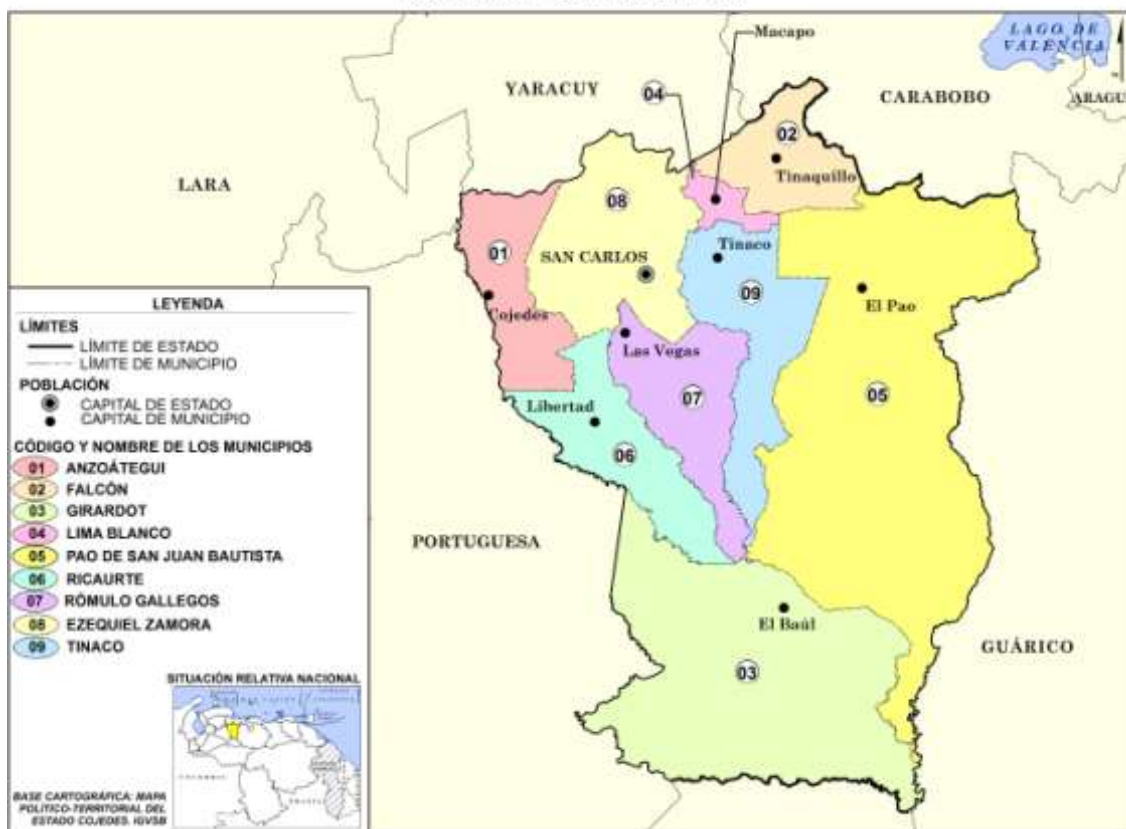 Macapo
LAGO DE
VALENCIA
YARACUY
04
CARABOBO
ARAGU
02
LARA
Tinaquillo
08
01
SAN CARLOS
Tinaco
09
El Pao
Cojedes
Las Vegas
07
05
Libertad
06
PORTUGUESA
El Baúl
GUÁRICO
03
LEYENDA
LÍMITES
LÍMITE DE ESTADO
LÍMITE DE MUNICIPIO
POBLACIÓN
CAPITAL DE ESTADO
CAPITAL DE MUNICIPIO
CÓDIGO Y NOMBRE DE LOS MUNICIPIOS
01 ANZOÁTEGUI
02 FALCÓN
03 GIRARDOT
04 LIMA BLANCO
05 PAO DE SAN JUAN BAUTISTA
06 RICAURTE
07 RÓMULO GALLEGOS
08 EZEQUIEL ZAMORA
09 TINACO
SITUACIÓN RELATIVA NACIONAL
BASE CARTOGRÁFICA: MAPA
POLÍTICO-TERRITORIAL DEL
ESTADO COJEDES. IGVSB